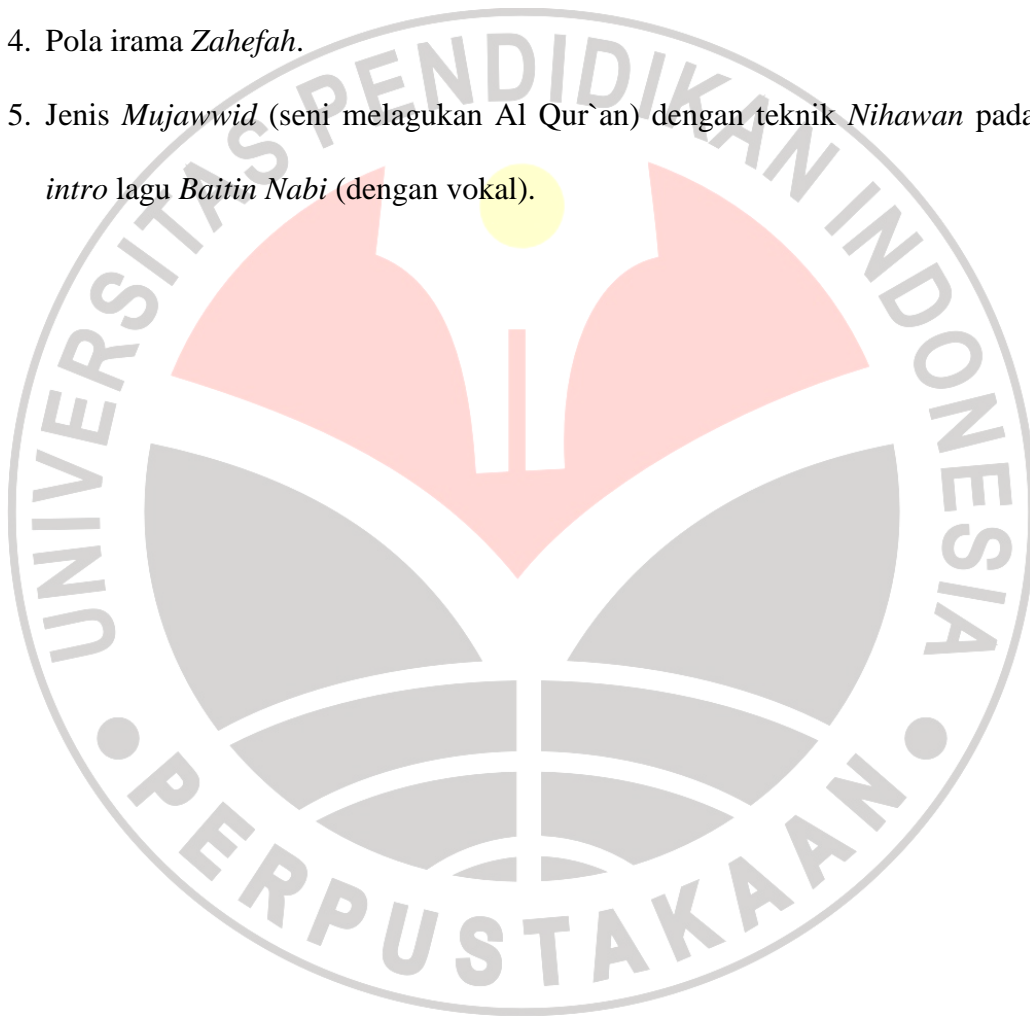 4. Pola irama Zahefah.
5. Jenis Mujawwid (seni melagukan Al Qur`an) dengan teknik Nihawan pada
intro lagu Baitin Nabi (dengan vokal).
UNIVERSITAS PENDIDIKAN INDONESIA
PERPUSTAKAAN